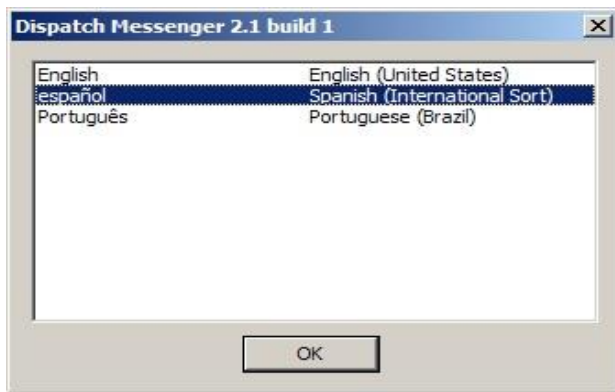 Dispatch Messenger 2.1 build 1
English English (United States)
español Spanish (International Sort)
Português Portuguese (Brazil)
OK